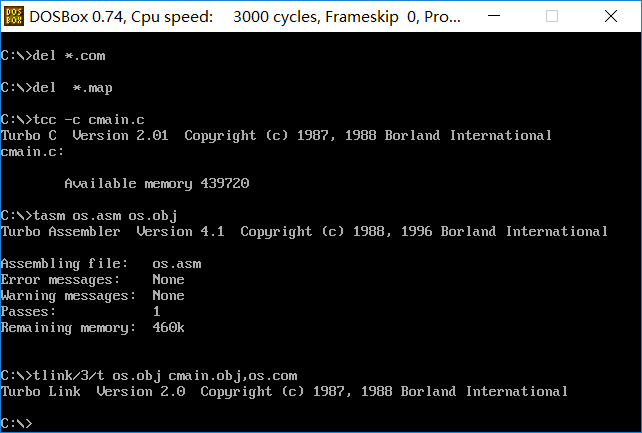 DOSBox 0.74, Cpu speed: 3000 cycles, Frameskip 0, Pro...
C:\>del *.com
C:\>del *.map
C:\>tcc -c cmain.c
Turbo C Version 2.01 Copyright (c) 1987, 1988 Borland International
cmain.c:
Available memory 439720
C:\>tasm os.asm os.obj
Turbo Assembler Version 4.1 Copyright (c) 1988, 1996 Borland International
Assembling file: os.asm
Error messages: None
Warning messages: None
Passes: 1
Remaining memory: 460k
C:\>tlink/3/t os.obj cmain.obj,os.com
Turbo Link Version 2.0 Copyright (c) 1987, 1988 Borland International
C:\>